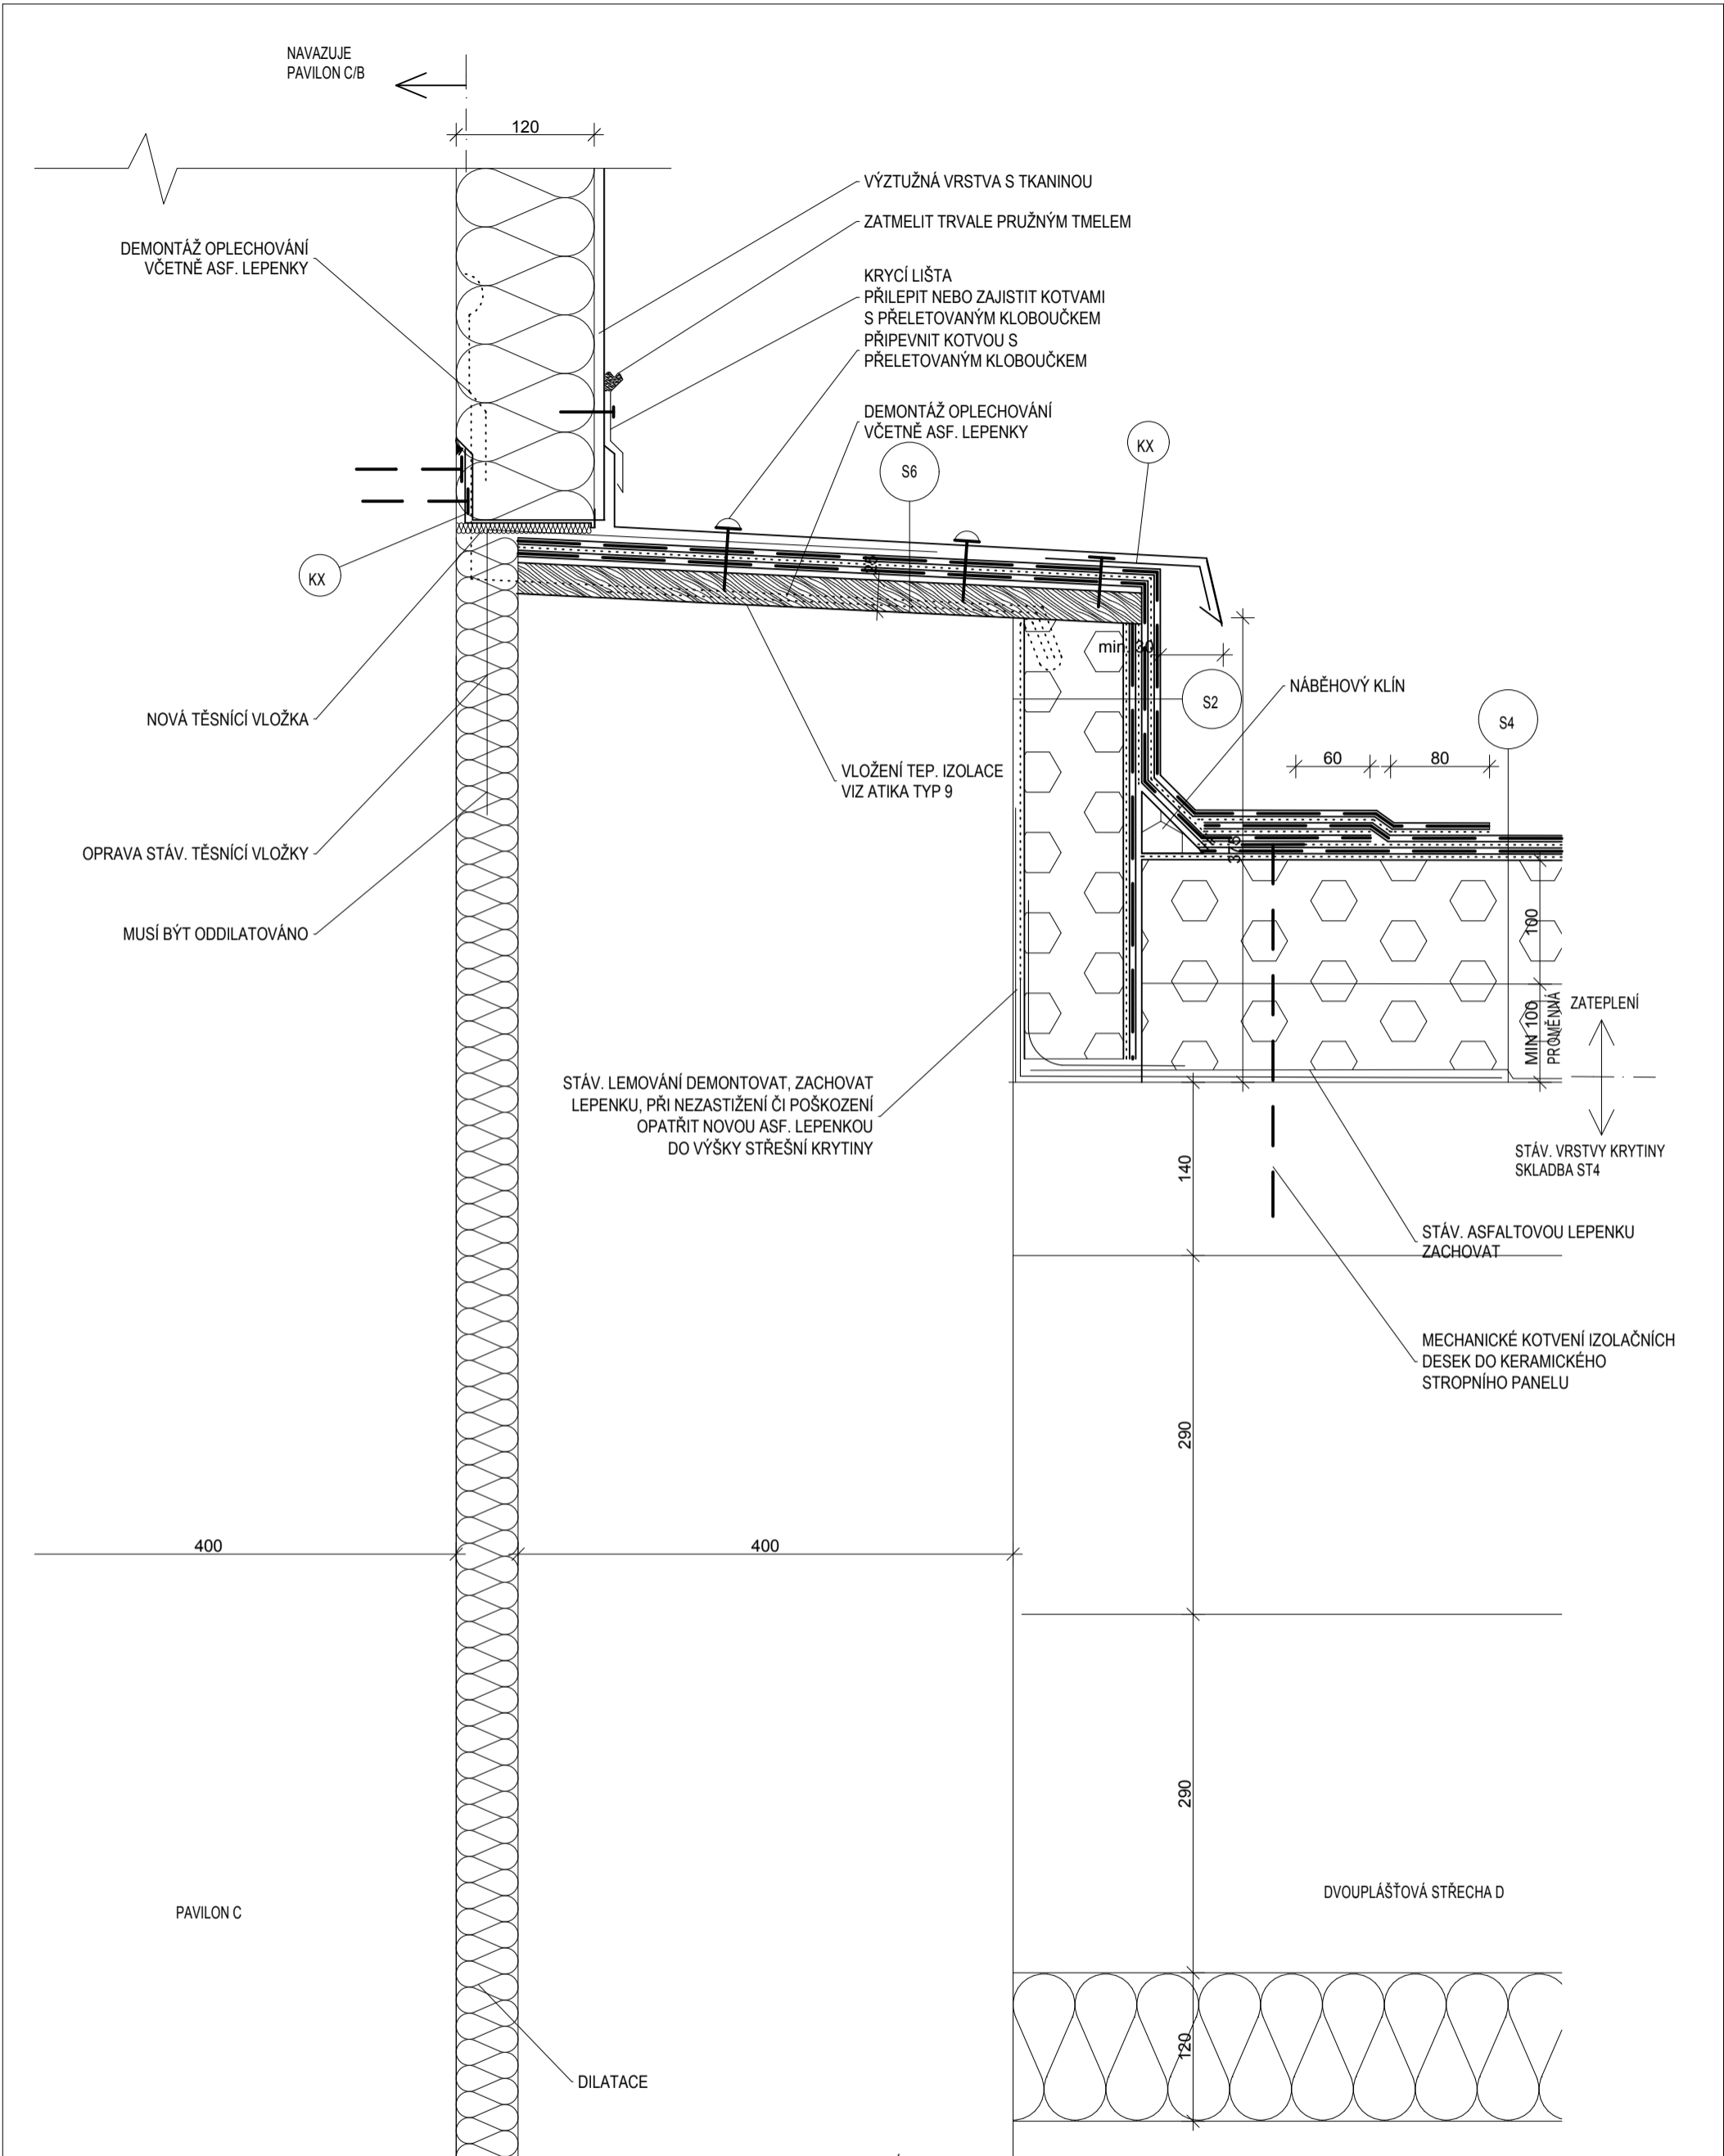 NAVAZUJE
PAVILON C/B
120
VÝZTUŽNÁ VRSTVA S TKANINOU
ZATMELIT TRVALE PRUŽNÝM TMELEM
DEMONTÁŽ OPLECHOVÁNÍ
VČETNĚ ASF. LEPENKY
KRYCÍ LIŠTA
PŘILEPIT NEBO ZAJISTIT KOTVAMI
S PŘELETOVANÝM KLOBOUČKEM
PŘIPEVNIT KOTVOU S
PŘELETOVANÝM KLOBOUČKEM
DEMONTÁŽ OPLECHOVÁNÍ
VČETNĚ ASF. LEPENKY
KX
S6
KX
min. 30
S2
NÁBĚHOVÝ KLÍN
S4
NOVÁ TĚSNÍCÍ VLOŽKA
60
80
VLOŽENÍ TEP. IZOLACE
VIZ ATIKA TYP 9
375
OPRAVA STÁV. TĚSNÍCÍ VLOŽKY
MUSÍ BÝT ODDILATOVÁNO
100
MIN 100
PROMĚNNÁ
ZATEPLENÍ
STÁV. LEMOVÁNÍ DEMONTOVAT, ZACHOVAT
LEPENKU, PŘI NEZASTIŽENÍ ČI POŠKOZENÍ
OPATŘIT NOVOU ASF. LEPENKOU
DO VÝŠKY STŘEŠNÍ KRYTINY
140
STÁV. VRSTVY KRYTINY
SKLADBA ST4
STÁV. ASFALTOVOU LEPENKU
ZACHOVAT
MECHANICKÉ KOTVENÍ IZOLAČNÍCH
DESEK DO KERAMICKÉHO
STROPNÍHO PANELU
290
400
400
290
DVOUPLÁŠŤOVÁ STŘECHA D
PAVILON C
120
DILATACE